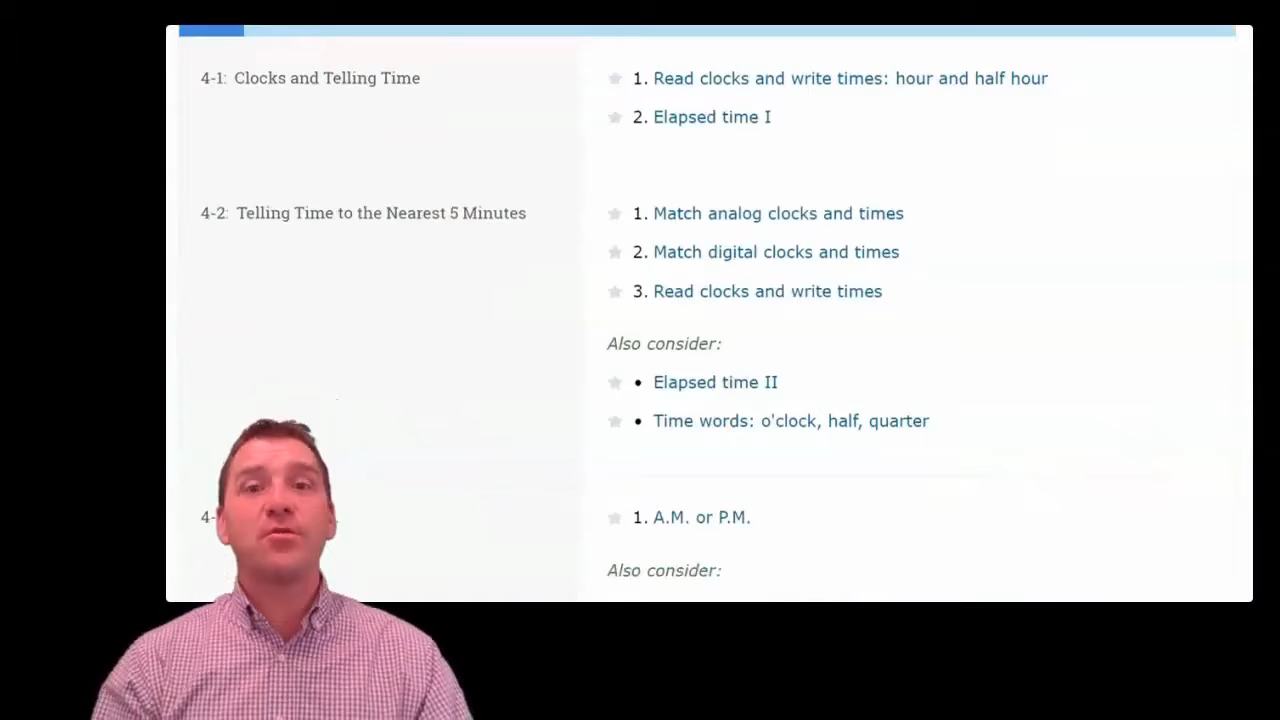 4-1: Clocks and Telling Time
1. Read clocks and write times: hour and half hour
2. Elapsed time I
4-2: Telling Time to the Nearest 5 Minutes
1. Match analog clocks and times
2. Match digital clocks and times
3. Read clocks and write times
Also consider:
• Elapsed time II
• Time words: o'clock, half, quarter
4-
1. A.M. or P.M.
Also consider: